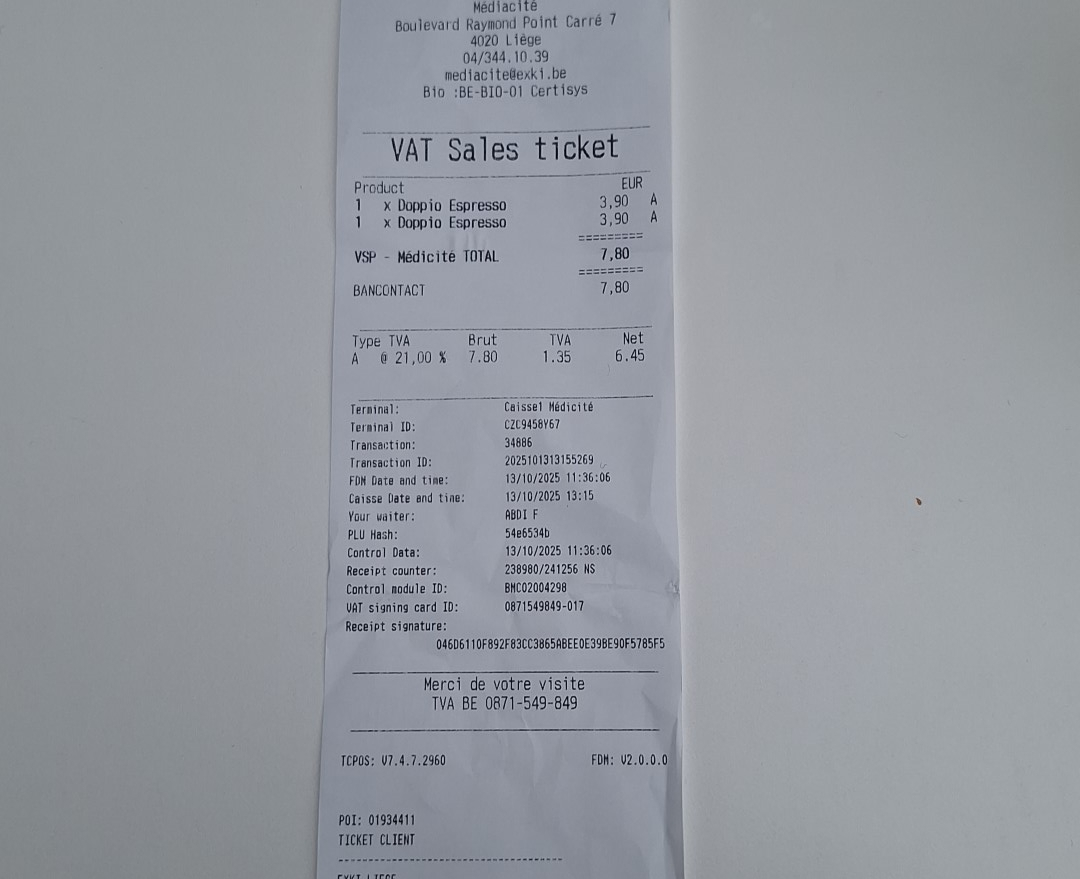 Médiacité
Boulevard Raymond Point Carré 7
4020 Liège
04/344.10.39
mediacite@exki.be
Bio :BE-BIO-01 Certisys
VAT Sales ticket
Product EUR
1 x Doppio Espresso 3,90 A
1 x Doppio Espresso 3,90 A
=========
VSP - Médicité TOTAL 7,80
=========
BANCONTACT 7,80
Type TVA Brut TVA Net
A @ 21,00 % 7.80 1.35 6.45
Terminal: Caisse1 Médicité
Terminal ID: CZC9458Y67
Transaction: 34886
Transaction ID: 2025101313155269
FDM Date and time: 13/10/2025 11:36:06
Caisse Date and time: 13/10/2025 13:15
Your waiter: ABDI F
PLU Hash: 54e6534b
Control Data: 13/10/2025 11:36:06
Receipt counter: 238980/241256 NS
Control module ID: BMC02004298
VAT signing card ID: 0871549849-017
Receipt signature:
046D6110F892F83CC3865ABEE0E39BE90F5785F5
Merci de votre visite
TVA BE 0871-549-849
TCPOS: V7.4.7.2960 FDM: V2.0.0.0
POI: 01934411
TICKET CLIENT
--------------------------------
EXKI LIEGE